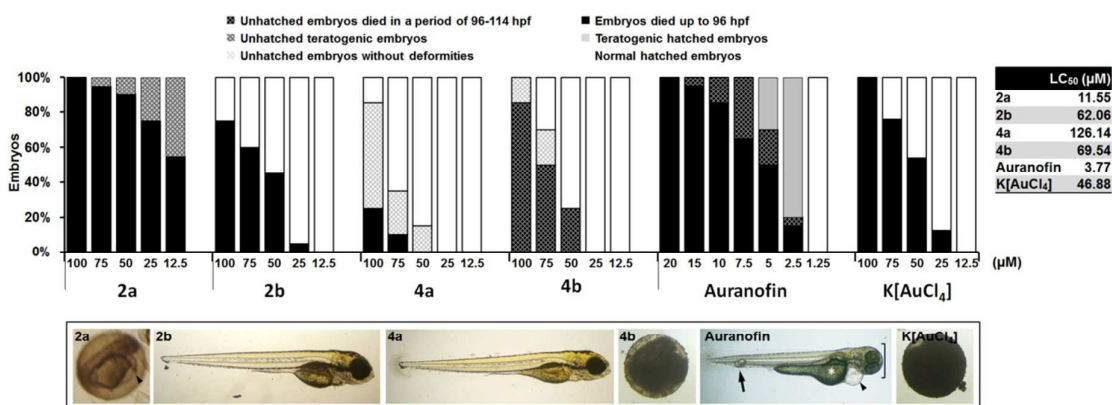 Unhatched embryos died in a period of 96-114 hpf
Embryos died up to 96 hpf
Unhatched teratogenic embryos
Teratogenic hatched embryos
Unhatched embryos without deformities
Normal hatched embryos
Embryos
100%
80%
60%
40%
20%
0%
100 75 50 25 12.5
100 75 50 25 12.5
100 75 50 25 12.5
100 75 50 25 12.5
20 15 10 7.5 5 2.5 1.25
100 75 50 25 12.5
(µM)
2a
2b
4a
4b
Auranofin
K[AuCl₄]
LC₅₀ (µM)
2a 11.55
2b 62.06
4a 126.14
4b 69.54
Auranofin 3.77
K[AuCl₄] 46.88
2a
2b
4a
4b
Auranofin
K[AuCl₄]
*